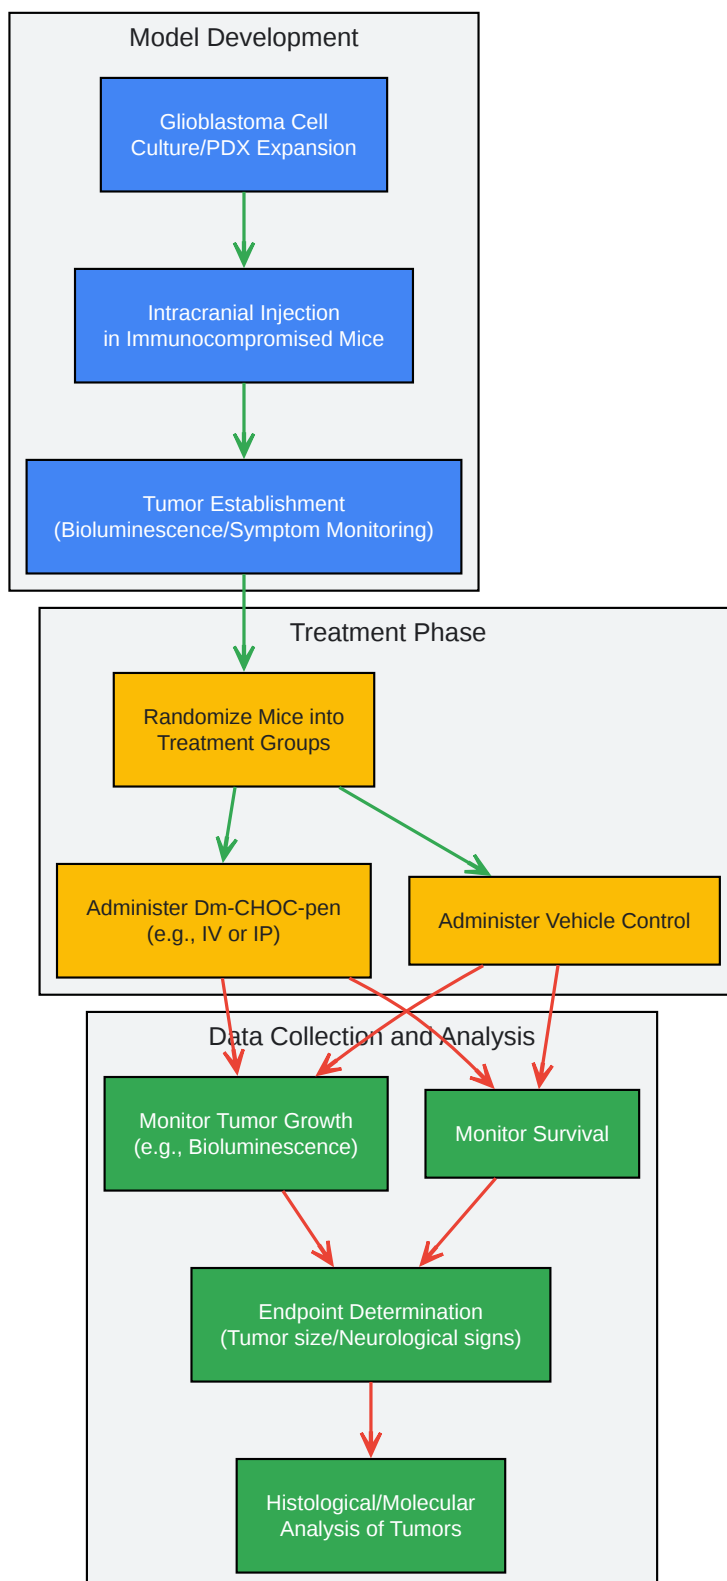 Model Development
Glioblastoma Cell
Culture/PDX Expansion
Intracranial Injection
in Immunocompromised Mice
Tumor Establishment
(Bioluminescence/Symptom Monitoring)
Treatment Phase
Randomize Mice into
Treatment Groups
Administer Dm-CHOC-pen
(e.g., IV or IP)
Administer Vehicle Control
Data Collection and Analysis
Monitor Tumor Growth
(e.g., Bioluminescence)
Monitor Survival
Endpoint Determination
(Tumor size/Neurological signs)
Histological/Molecular
Analysis of Tumors